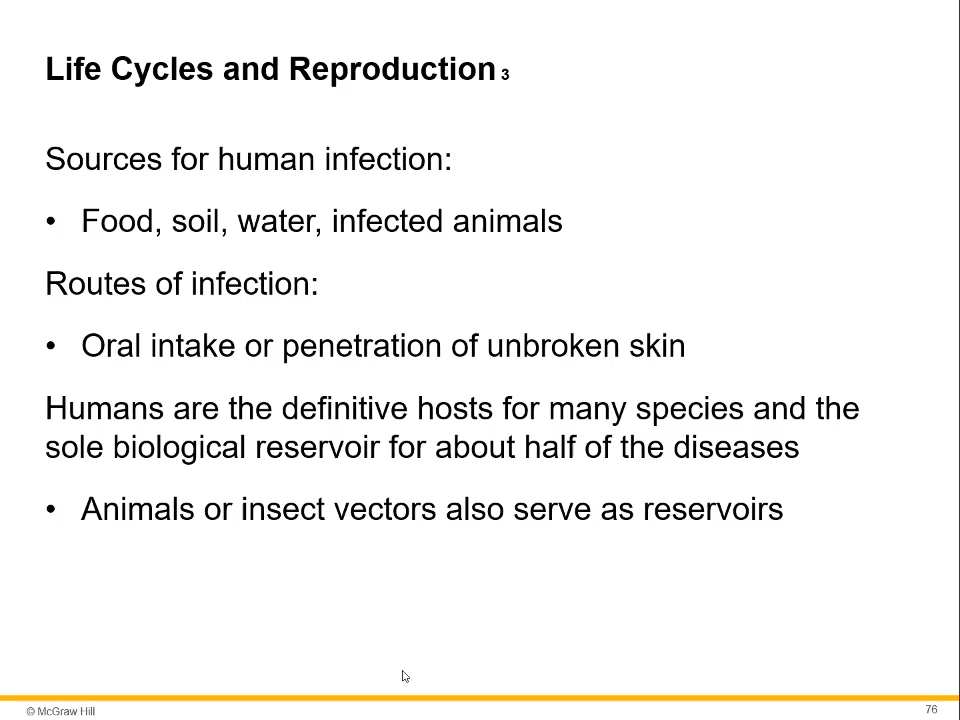 Life Cycles and Reproduction 3
Sources for human infection:
• Food, soil, water, infected animals
Routes of infection:
• Oral intake or penetration of unbroken skin
Humans are the definitive hosts for many species and the
sole biological reservoir for about half of the diseases
• Animals or insect vectors also serve as reservoirs
© McGraw Hill
76